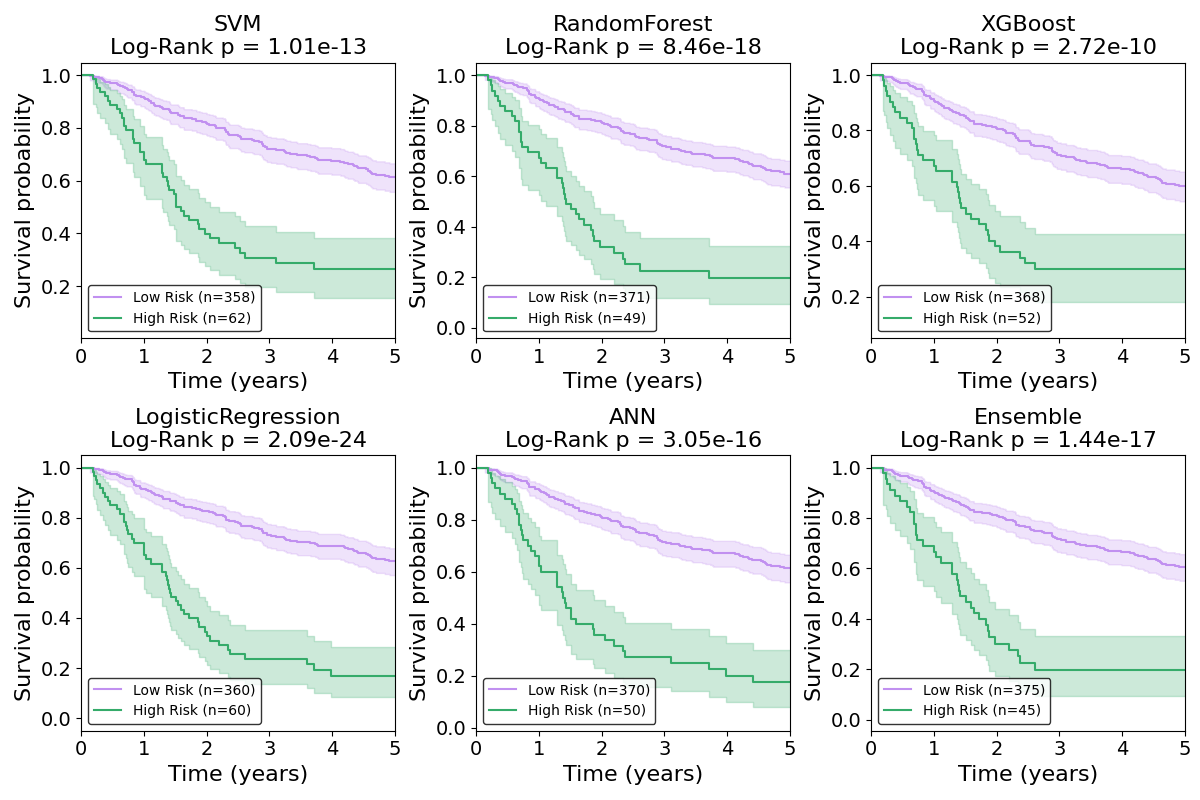 SVM
Log-Rank p = 1.01e-13
Survival probability
1.0
0.8
0.6
0.4
0.2
Low Risk (n=358)
High Risk (n=62)
0 1 2 3 4 5
Time (years)
RandomForest
Log-Rank p = 8.46e-18
Survival probability
1.0
0.8
0.6
0.4
0.2
0.0
Low Risk (n=371)
High Risk (n=49)
0 1 2 3 4 5
Time (years)
XGBoost
Log-Rank p = 2.72e-10
Survival probability
1.0
0.8
0.6
0.4
0.2
Low Risk (n=368)
High Risk (n=52)
0 1 2 3 4 5
Time (years)
LogisticRegression
Log-Rank p = 2.09e-24
Survival probability
1.0
0.8
0.6
0.4
0.2
0.0
Low Risk (n=360)
High Risk (n=60)
0 1 2 3 4 5
Time (years)
ANN
Log-Rank p = 3.05e-16
Survival probability
1.0
0.8
0.6
0.4
0.2
0.0
Low Risk (n=370)
High Risk (n=50)
0 1 2 3 4 5
Time (years)
Ensemble
Log-Rank p = 1.44e-17
Survival probability
1.0
0.8
0.6
0.4
0.2
0.0
Low Risk (n=375)
High Risk (n=45)
0 1 2 3 4 5
Time (years)